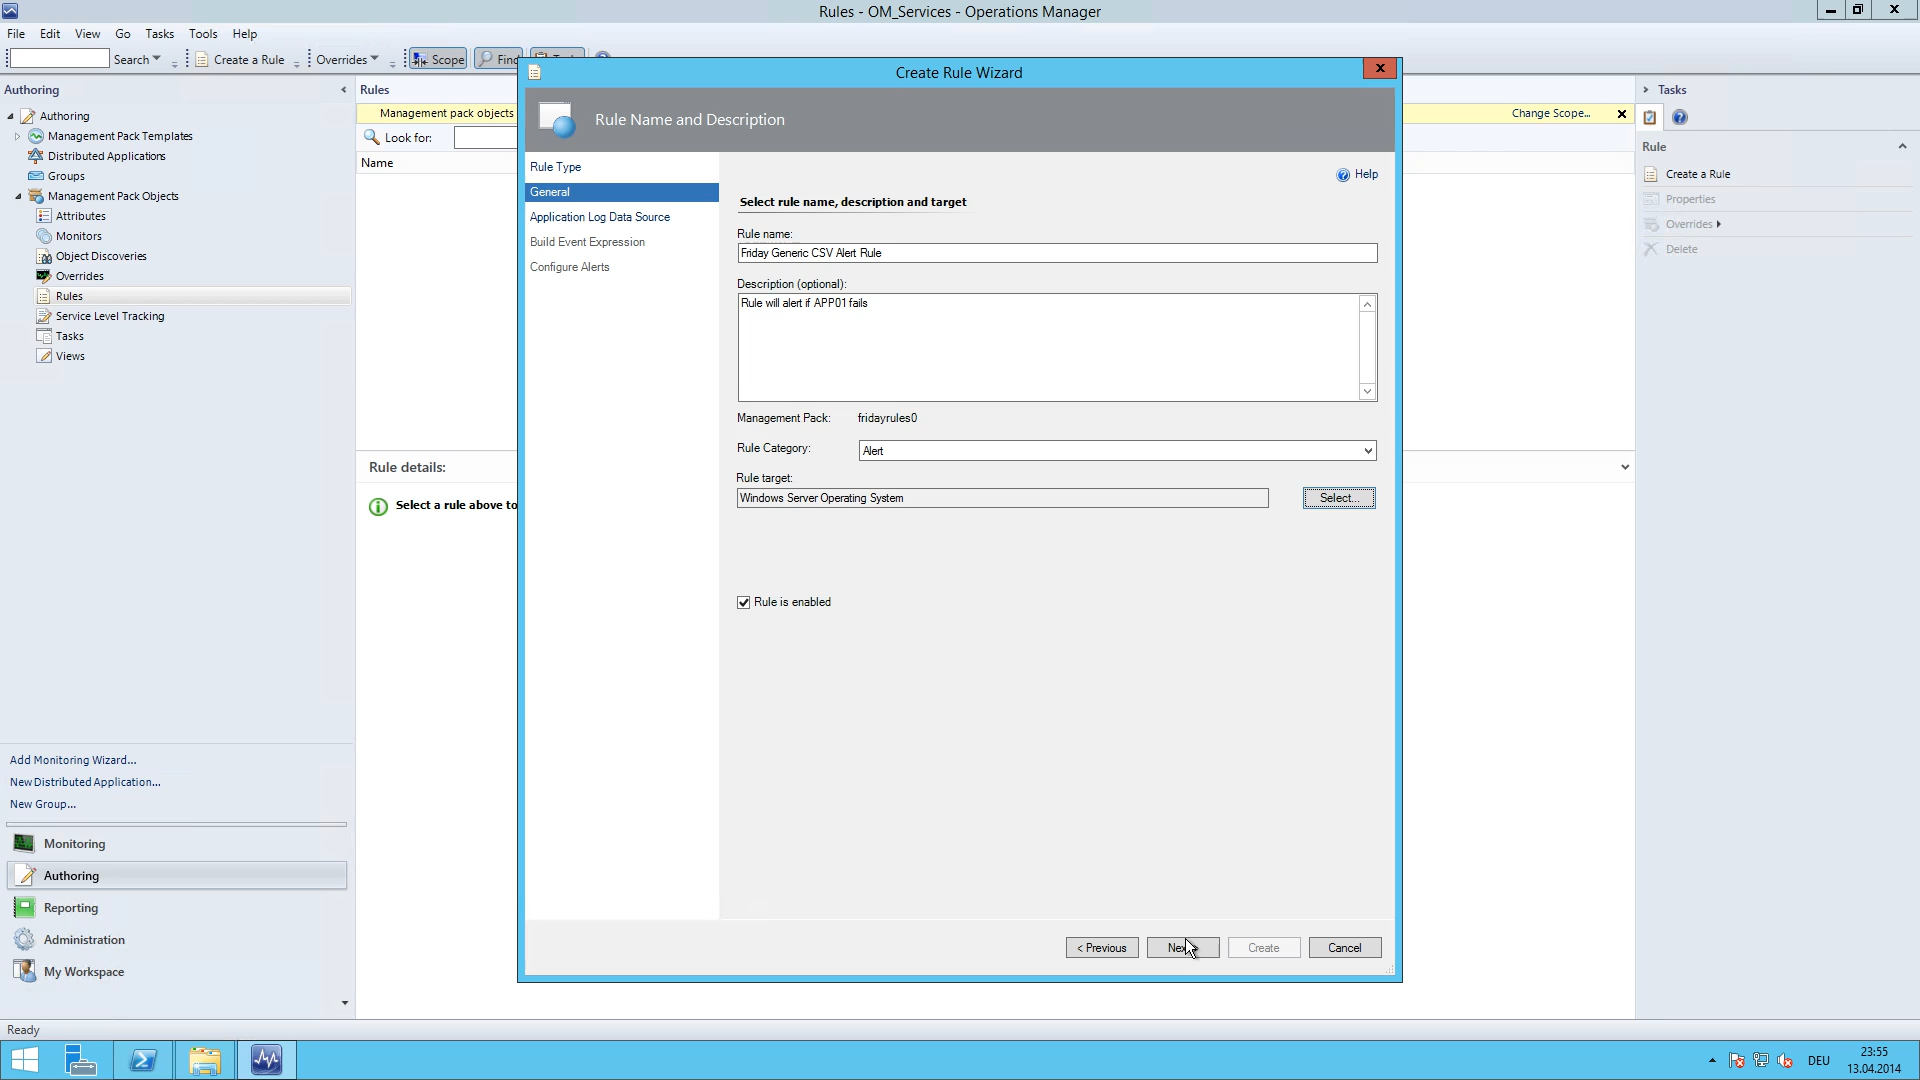 Rules - OM_Services - Operations Manager
File Edit View Go Tasks Tools Help
Search Create a Rule Overrides Scope Find
Authoring
Authoring
Management Pack Templates
Distributed Applications
Groups
Management Pack Objects
Attributes
Monitors
Object Discoveries
Overrides
Rules
Service Level Tracking
Tasks
Views
Add Monitoring Wizard...
New Distributed Application...
New Group...
Monitoring
Authoring
Reporting
Administration
My Workspace
Rules
Management pack objects
Change Scope...
Look for:
Name
Rule details:
Select a rule above to
Create Rule Wizard
Rule Name and Description
Rule Type
General
Application Log Data Source
Build Event Expression
Configure Alerts
Help
Select rule name, description and target
Rule name:
Friday Generic CSV Alert Rule
Description (optional):
Rule will alert if APP01 fails
Management Pack: fridayrules0
Rule Category: Alert
Rule target:
Windows Server Operating System
Select...
Rule is enabled
< Previous
Create
Cancel
Tasks
Rule
Create a Rule
Properties
Overrides
Delete
Ready
DEU
23:55
13.04.2014